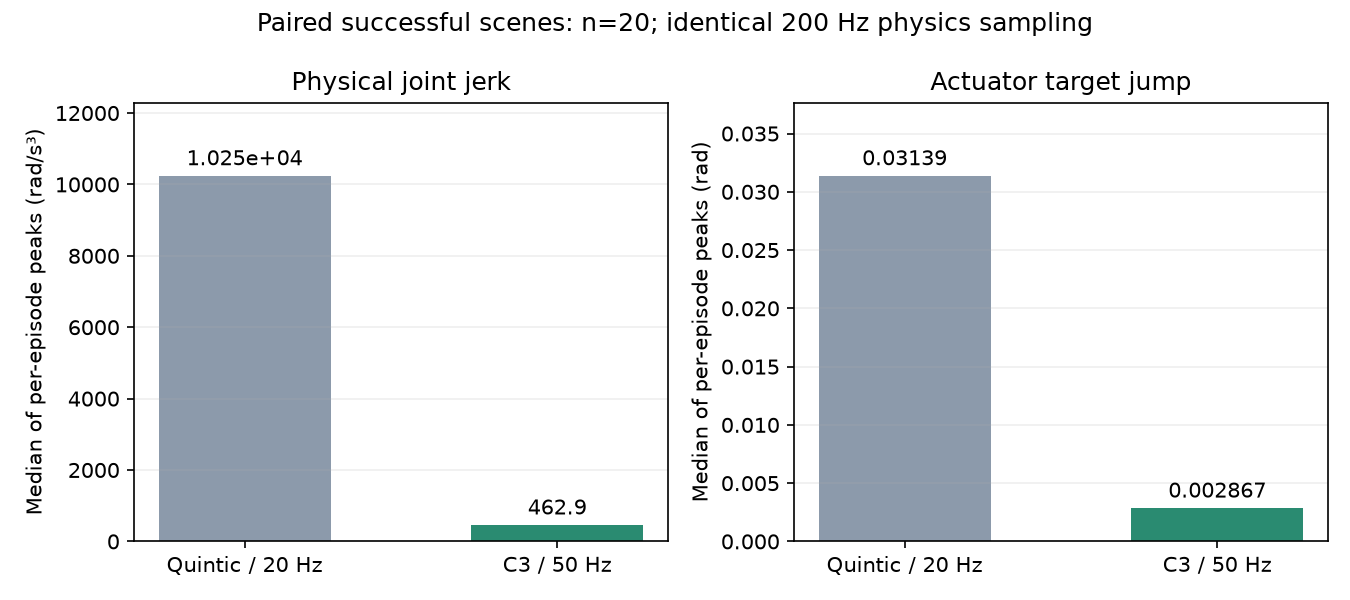 Paired successful scenes: n=20; identical 200 Hz physics sampling
Physical joint jerk
Median of per-episode peaks (rad/s³)
12000
10000
8000
6000
4000
2000
0
1.025e+04
462.9
Quintic / 20 Hz
C3 / 50 Hz
Actuator target jump
Median of per-episode peaks (rad)
0.035
0.030
0.025
0.020
0.015
0.010
0.005
0.000
0.03139
0.002867
Quintic / 20 Hz
C3 / 50 Hz